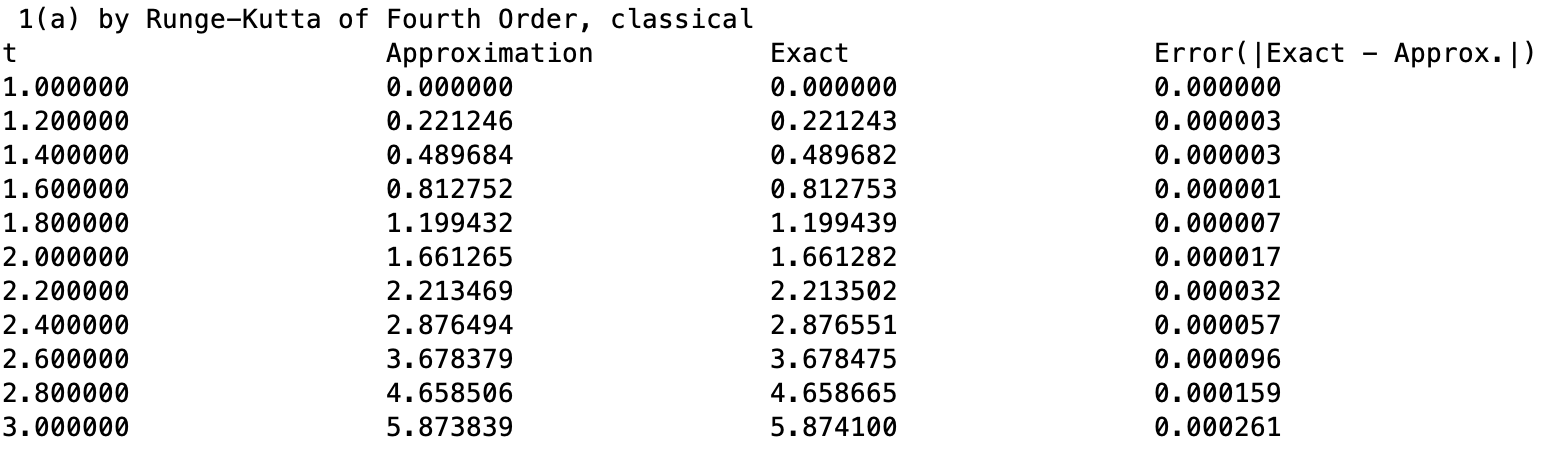 1(a) by Runge-Kutta of Fourth Order, classical
t Approximation Exact Error(|Exact - Approx.|)
1.000000 0.000000 0.000000 0.000000
1.200000 0.221246 0.221243 0.000003
1.400000 0.489684 0.489682 0.000003
1.600000 0.812752 0.812753 0.000001
1.800000 1.199432 1.199439 0.000007
2.000000 1.661265 1.661282 0.000017
2.200000 2.213469 2.213502 0.000032
2.400000 2.876494 2.876551 0.000057
2.600000 3.678379 3.678475 0.000096
2.800000 4.658506 4.658665 0.000159
3.000000 5.873839 5.874100 0.000261